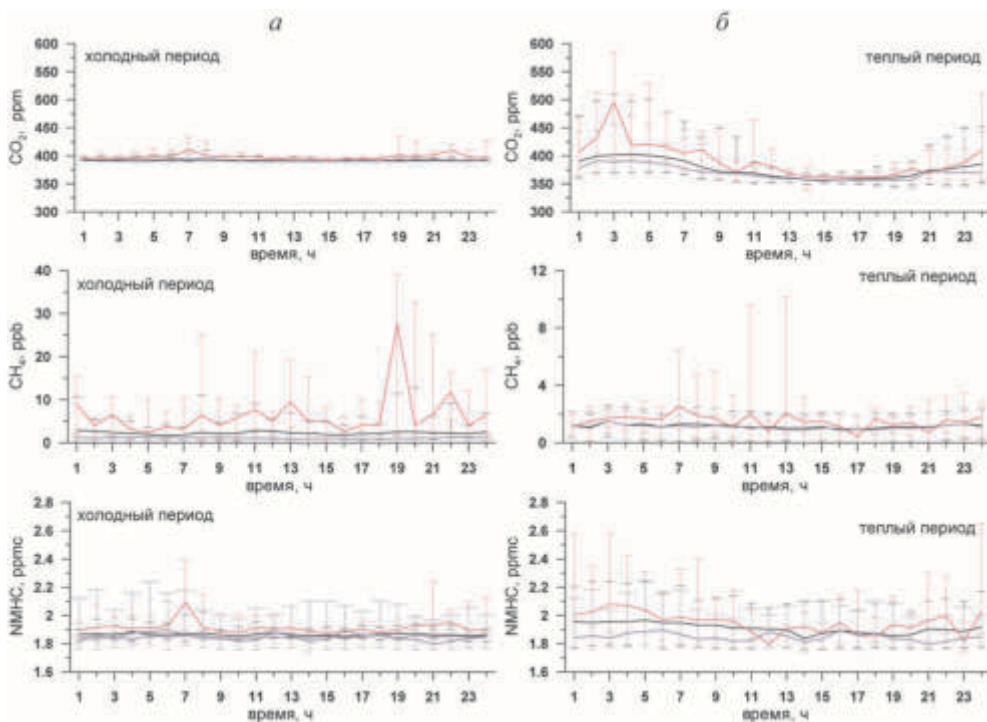 а
б
600
550
500
450
400
350
300
CO₂, ppm
холодный период
1 3 5 7 9 11 13 15 17 19 21 23
время, ч
600
550
500
450
400
350
300
CO₂, ppm
теплый период
1 3 5 7 9 11 13 15 17 19 21 23
время, ч
40
30
20
10
0
CH₄, ppb
холодный период
1 3 5 7 9 11 13 15 17 19 21 23
время, ч
12
8
4
0
CH₄, ppb
теплый период
1 3 5 7 9 11 13 15 17 19 21 23
время, ч
2.8
2.6
2.4
2.2
2
1.8
1.6
NMHC, ppmc
холодный период
1 3 5 7 9 11 13 15 17 19 21 23
время, ч
2.8
2.6
2.4
2.2
2
1.8
1.6
NMHC, ppmc
теплый период
1 3 5 7 9 11 13 15 17 19 21 23
время, ч